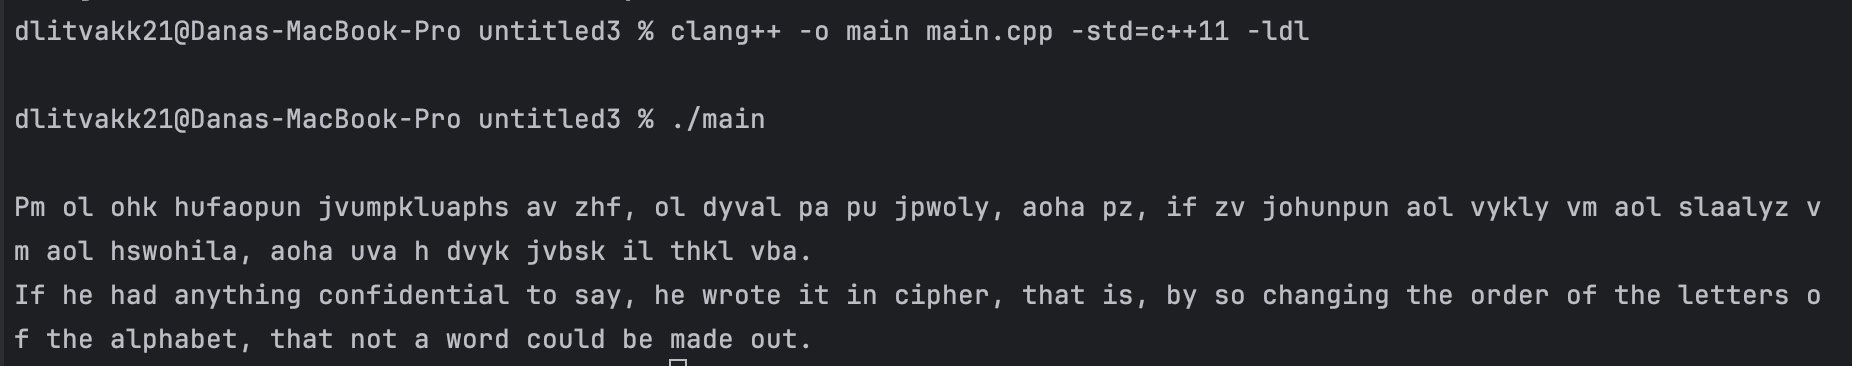 dlitvakk21@Danas-MacBook-Pro untitled3 % clang++ -o main main.cpp -std=c++11 -ldl
dlitvakk21@Danas-MacBook-Pro untitled3 % ./main
Pm ol ohk hufaopun jvumpkluaphs av zhf, ol dyval pa pu jpwoly, aoha pz, if zv johunpun aol vykly vm aol slaalyz v
m aol hswohila, aoha uva h dvyk jvbsk il thkl vba.
If he had anything confidential to say, he wrote it in cipher, that is, by so changing the order of the letters o
f the alphabet, that not a word could be made out.